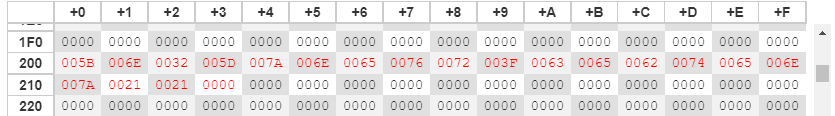 +0 +1 +2 +3 +4 +5 +6 +7 +8 +9 +A +B +C +D +E +F
1F0 0000 0000 0000 0000 0000 0000 0000 0000 0000 0000 0000 0000 0000 0000 0000 0000
200 005B 006E 0032 005D 007A 006E 0065 0076 0072 003F 0063 0065 0062 0074 0065 006E
210 007A 0021 0021 0000 0000 0000 0000 0000 0000 0000 0000 0000 0000 0000 0000 0000
220 0000 0000 0000 0000 0000 0000 0000 0000 0000 0000 0000 0000 0000 0000 0000 0000